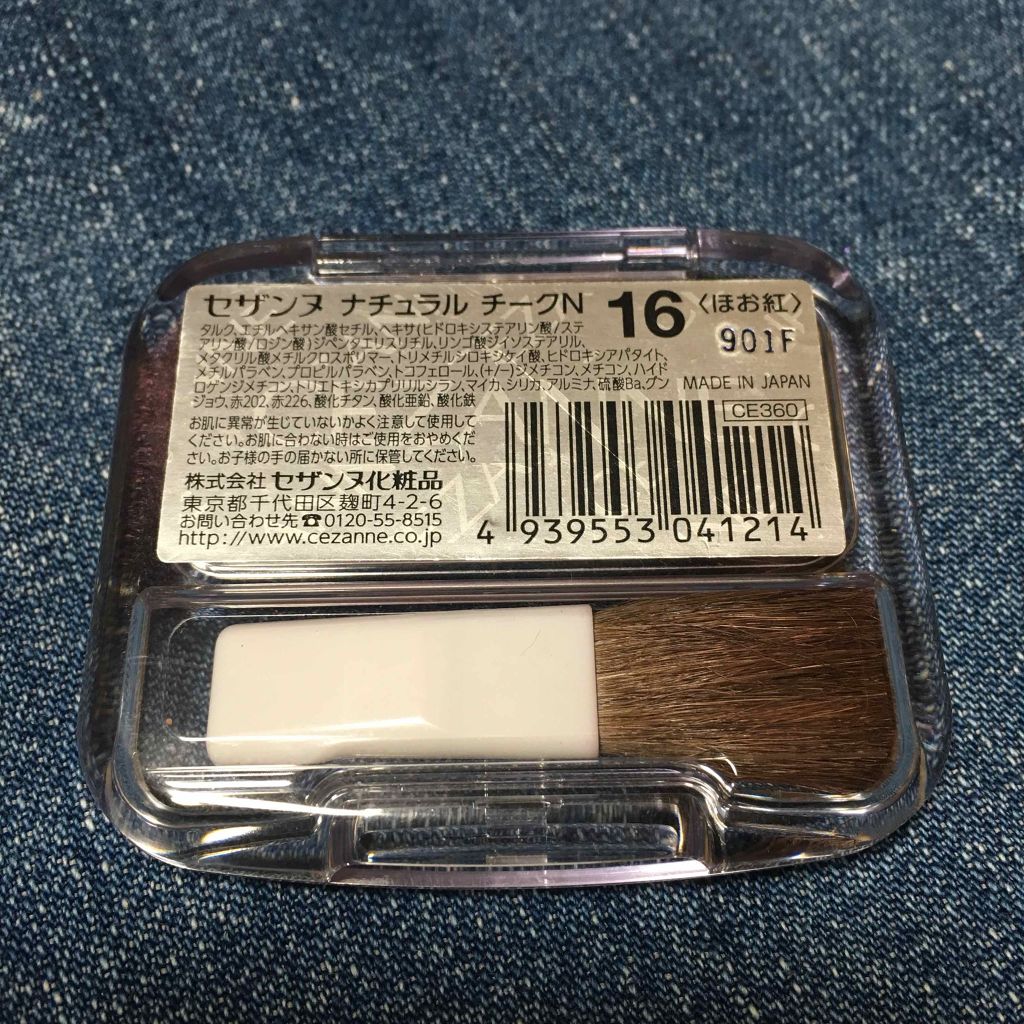 セザンヌ ナチュラル チークN 16 〈ほお紅〉
901F
タルク、エチルヘキサン酸セチル、ヘキサ(ヒドロキシステアリン酸/ステ
アリン酸/ロジン酸)ジペンタエリスリチル、リンゴ酸ジイソステアリル、
メタクリル酸メチルクロスポリマー、トリメチルシロキシケイ酸、ヒドロキシアパタイト、
メチルパラベン、プロピルパラベン、トコフェロール、(+/−)ジメチコン、メチコン、ハイド
ロゲンジメチコン、トリエトキシカプリリルシラン、マイカ、シリカ、アルミナ、硫酸Ba、グン
ジョウ、赤202、赤226、酸化チタン、酸化亜鉛、酸化鉄
MADE IN JAPAN
CE360
お肌に異常が生じていないかよく注意して使用して
ください。お肌に合わない時はご使用をおやめくだ
さい。お子様の手の届かない所に保管してください。
株式会社 セザンヌ化粧品
東京都千代田区麹町4-2-6
お問い合わせ先☎0120-55-8515
http://www.cezanne.co.jp
4 939553 041214